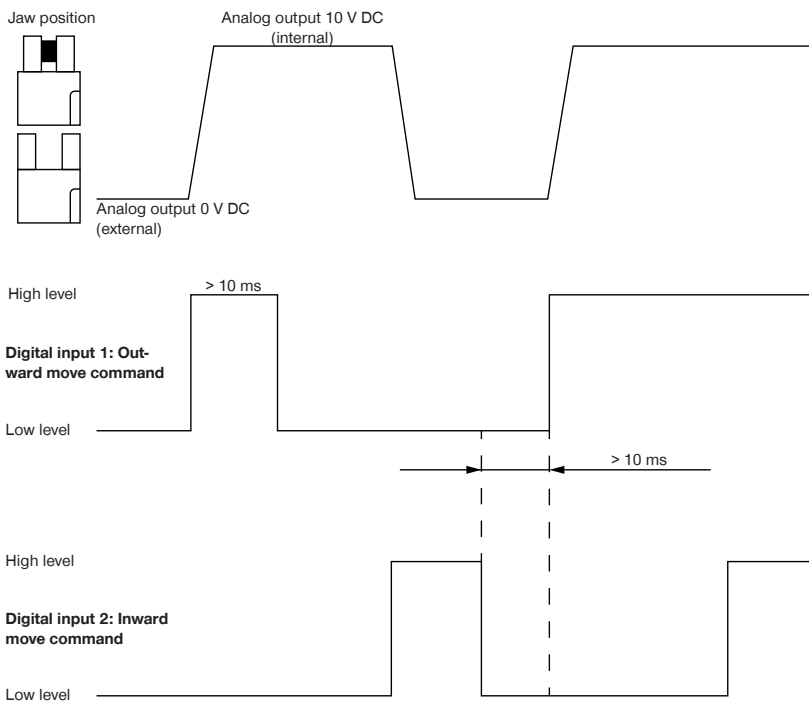 Jaw position
Analog output 10 V DC
(internal)
Analog output 0 V DC
(external)
High level
> 10 ms
Digital input 1: Out-
ward move command
Low level
> 10 ms
High level
Digital input 2: Inward
move command
Low level